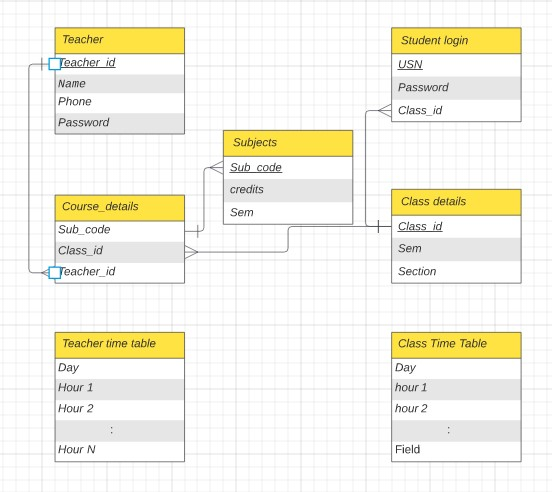 Teacher
Teacher_id
Name
Phone
Password
Student login
USN
Password
Class_id
Subjects
Sub_code
credits
Sem
Course_details
Sub_code
Class_id
Teacher_id
Class details
Class_id
Sem
Section
Teacher time table
Day
Hour 1
Hour 2
:
Hour N
Class Time Table
Day
hour 1
hour 2
:
Field